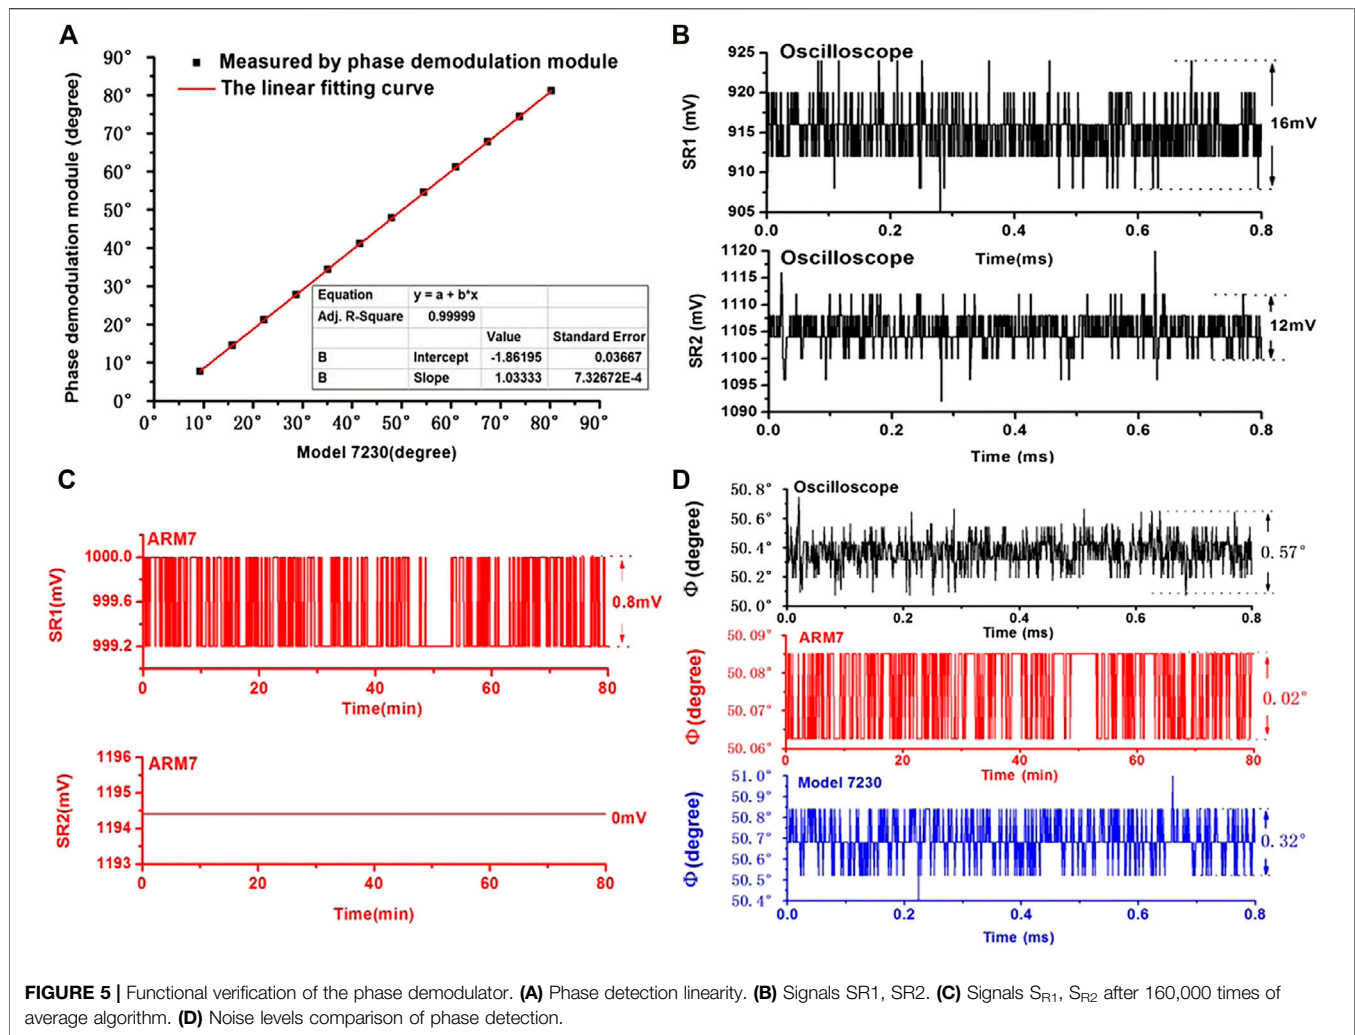 A
90°
80°
70°
60°
50°
40°
30°
20°
10°
0°
Phase demodulation module (degree)
Measured by phase demodulation module
The linear fitting curve
Equation y = a + b*x
Adj. R-Square 0.99999
Value Standard Error
B Intercept -1.86195 0.03667
B Slope 1.03333 7.32672E-4
0° 10° 20° 30° 40° 50° 60° 70° 80° 90°
Model 7230(degree)
B
925
920
915
910
905
SR1 (mV)
Oscilloscope
16mV
0.0 0.2 0.4 0.6 0.8
Time(ms)
1120
1115
1110
1105
1100
1095
1090
SR2 (mV)
Oscilloscope
12mV
0.0 0.2 0.4 0.6 0.8
Time (ms)
C
ARM7
1000.0
999.6
999.2
SR1(mV)
0.8mV
0 20 40 60 80
Time(min)
1196
1195
1194
1193
SR2(mV)
ARM7
0mV
0 20 40 60 80
Time(min)
D
50.8°
50.6°
50.4°
50.2°
50.0°
Φ (degree)
Oscilloscope
0.57°
0.0 0.2 0.4 0.6 0.8
Time (ms)
50.09°
50.08°
50.07°
50.06°
Φ (degree)
ARM7
0.02°
0 20 40 60 80
Time (min)
51.0°
50.9°
50.8°
50.7°
50.6°
50.5°
50.4°
Φ (degree)
Model 7230
0.32°
0.0 0.2 0.4 0.6 0.8
Time (ms)
FIGURE 5 | Functional verification of the phase demodulator. (A) Phase detection linearity. (B) Signals SR1, SR2. (C) Signals SR1, SR2 after 160,000 times of
average algorithm. (D) Noise levels comparison of phase detection.